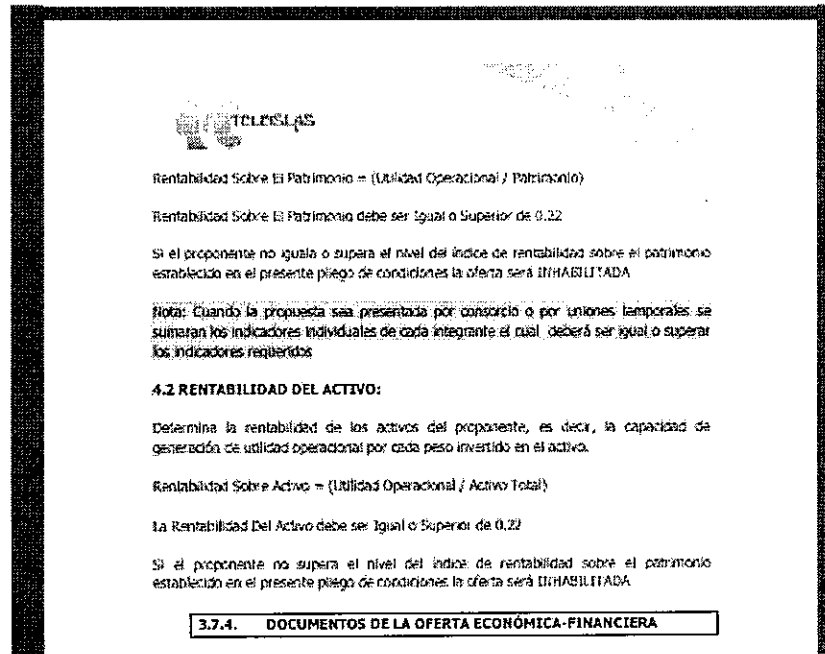 TELEISLAS
Rentabilidad Sobre El Patrimonio = (Utilidad Operacional / Patrimonio)
Rentabilidad Sobre El Patrimonio debe ser Igual o Superior de 0.22
Si el proponente no iguala o supera el nivel del índice de rentabilidad sobre el patrimonio
establecido en el presente pliego de condiciones la oferta será INHABILITADA
Nota: Cuando la propuesta sea presentada por consorcio o por uniones temporales se
sumaran los indicadores individuales de cada integrante el cual deberá ser igual o superar
los indicadores requeridos
4.2 RENTABILIDAD DEL ACTIVO:
Determina la rentabilidad de los activos del proponente, es decir, la capacidad de
generación de utilidad operacional por cada peso invertido en el activo.
Rentabilidad Sobre Activo = (Utilidad Operacional / Activo Total)
La Rentabilidad Del Activo debe ser Igual o Superior de 0.22
Si el proponente no supera el nivel del índice de rentabilidad sobre el patrimonio
establecido en el presente pliego de condiciones la oferta será INHABILITADA
3.7.4. DOCUMENTOS DE LA OFERTA ECONÓMICA-FINANCIERA